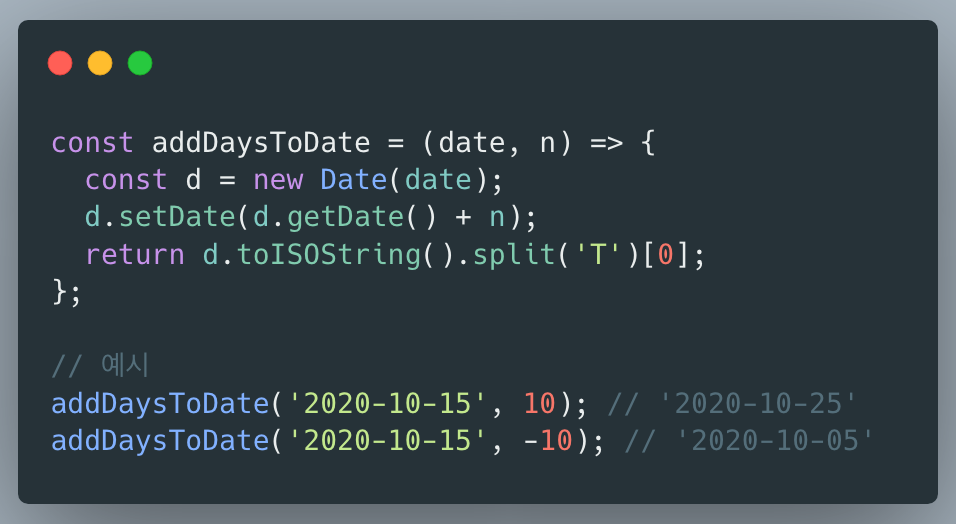 const addDaysToDate = (date, n) => {
  const d = new Date(date);
  d.setDate(d.getDate() + n);
  return d.toISOString().split('T')[0];
};

// 예시
addDaysToDate('2020-10-15', 10); // '2020-10-25'
addDaysToDate('2020-10-15', -10); // '2020-10-05'